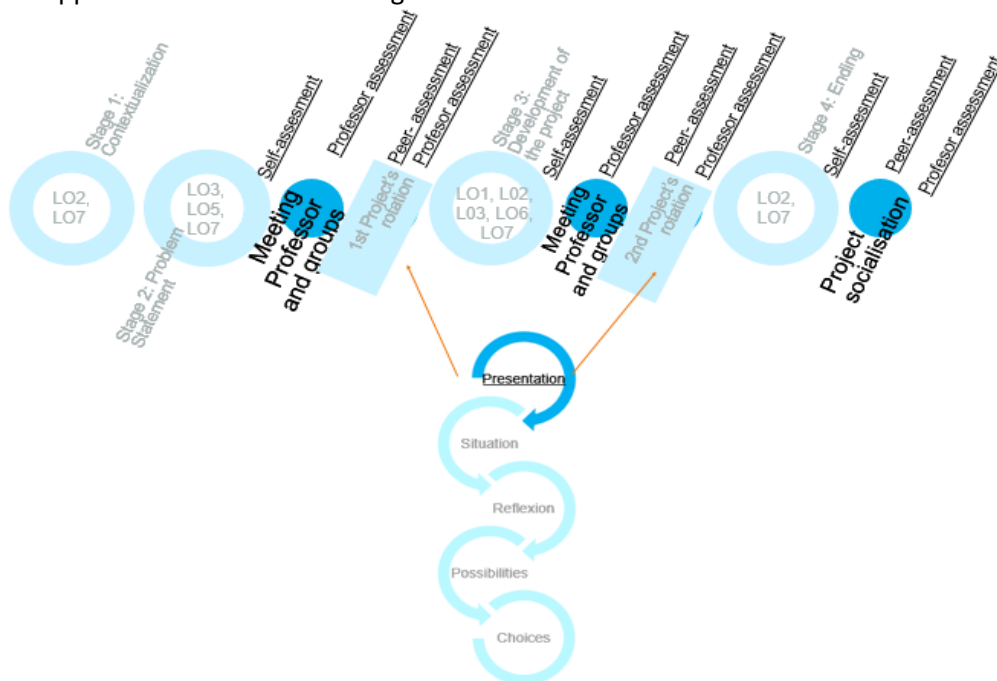 Stage 1:
Contextualization
LO2,
LO7
Stage 2: Problem
Statement
LO3,
LO5,
LO7
Self-assesment
Meeting
Professor
and groups
Professor assessment
1st Project's
rotation
Peer- assessment
Profesor assessment
Stage 3:
Development of
the project
LO1, L02,
L03, LO6,
LO7
Self-assesment
Meeting
Professor
and groups
Professor assessment
2nd Project's
rotation
Peer-assessment
Professor assessment
Stage 4: Ending
LO2,
LO7
Self-assessment
Project
socialisation
Peer-assessment
Profesor assessment
Presentation
Situation
Reflexion
Possibilities
Choices